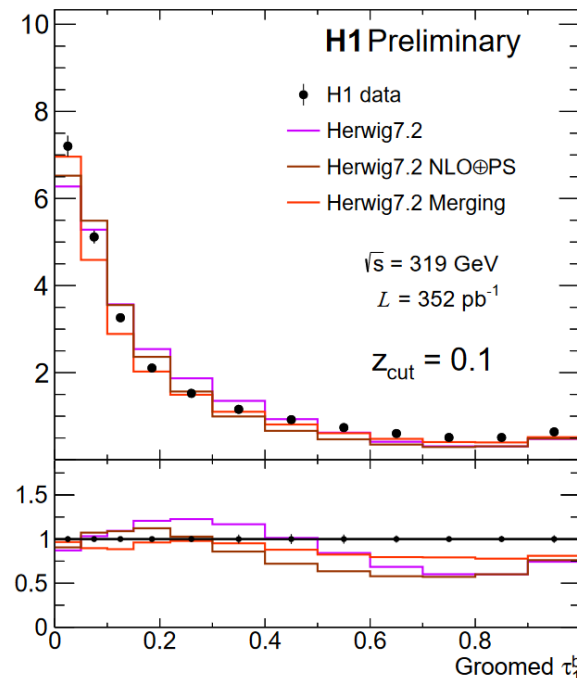 10
8
6
4
2
H1 Preliminary
H1 data
Herwig7.2
Herwig7.2 NLO⊕PS
Herwig7.2 Merging
√s = 319 GeV
L = 352 pb⁻¹
z_cut = 0.1
1.5
1
0.5
0
0 0.2 0.4 0.6 0.8 1
Groomed τ₁ᵇ